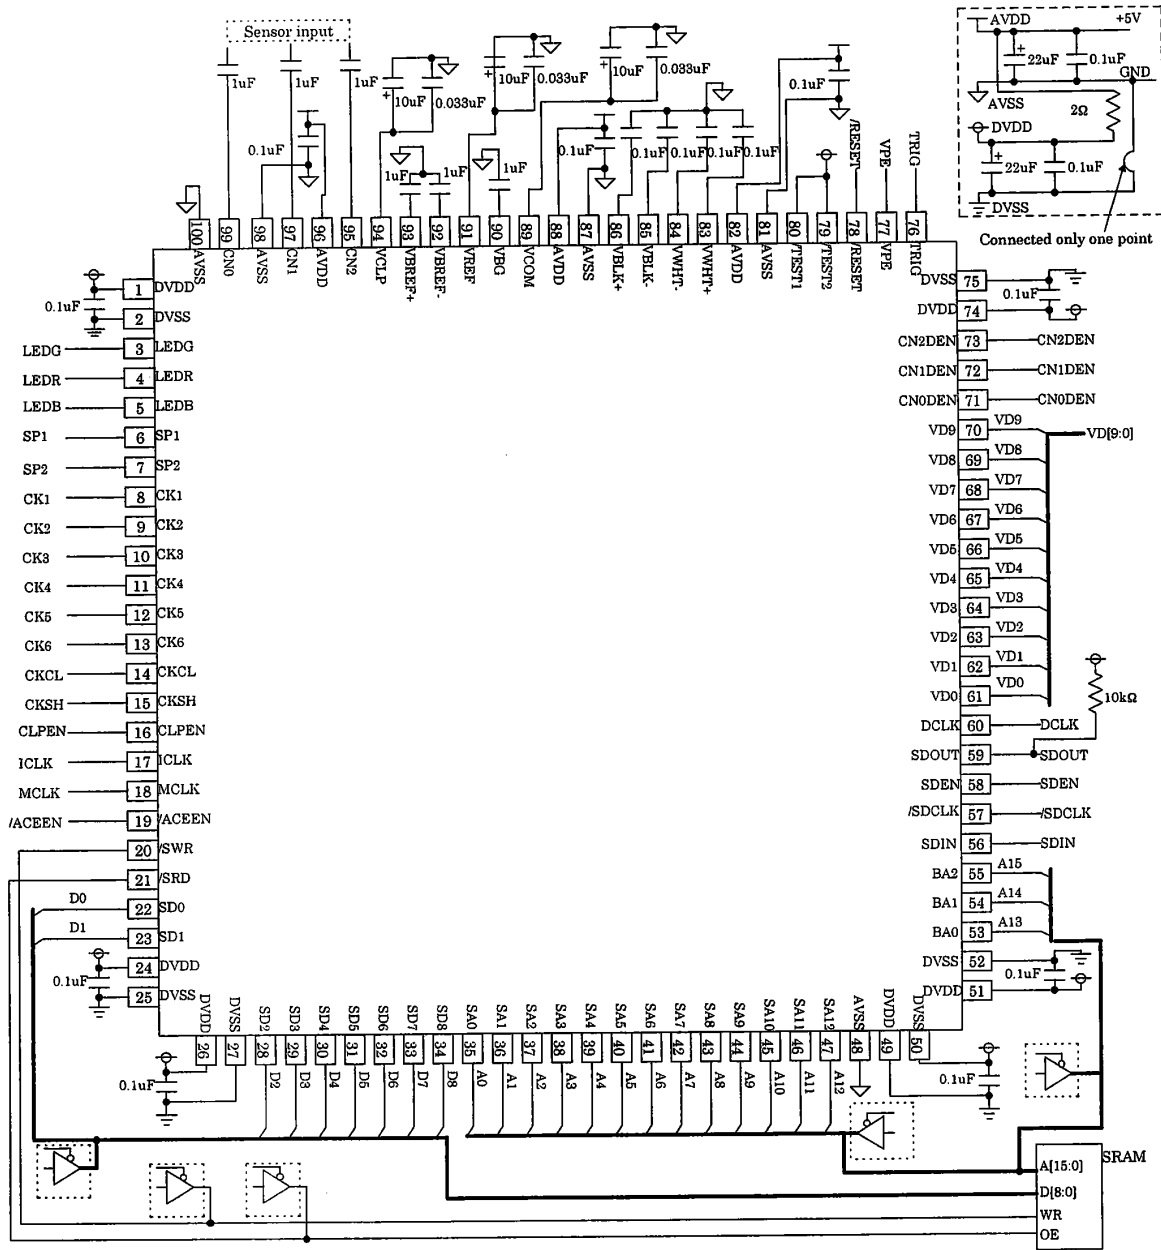 Sensor input
1uF
1uF
1uF
10uF
0.033uF
10uF
0.033uF
10uF
0.033uF
0.1uF
0.1uF
1uF
1uF
1uF
0.1uF
0.1uF
0.1uF
0.1uF
0.1uF
/RESET
VPE
TRIG
AVDD
+5V
22uF
0.1uF
GND
AVSS
2Ω
DVDD
22uF
0.1uF
DVSS
Connected only one point
100 AVSS
99 CN0
98 AVSS
97 CN1
96 AVDD
95 CN2
94 VCLP
93 VBREF+
92 VBREF-
91 VREF
90 VBG
89 VCOM
88 AVDD
87 AVSS
86 VBLK+
85 VBLK-
84 VWHT-
83 VWHT+
82 AVDD
81 AVSS
80 /TEST1
79 /TEST2
78 /RESET
77 VPE
76 TRIG
0.1uF
1 DVDD
2 DVSS
LEDG 3 LEDG
LEDR 4 LEDR
LEDB 5 LEDB
SP1 6 SP1
SP2 7 SP2
CK1 8 CK1
CK2 9 CK2
CK3 10 CK3
CK4 11 CK4
CK5 12 CK5
CK6 13 CK6
CKCL 14 CKCL
CKSH 15 CKSH
CLPEN 16 CLPEN
ICLK 17 ICLK
MCLK 18 MCLK
/ACEEN 19 /ACEEN
20 /SWR
21 /SRD
D0 22 SD0
D1 23 SD1
24 DVDD
0.1uF
25 DVSS
DVSS 75
0.1uF
DVDD 74
CN2DEN 73 CN2DEN
CN1DEN 72 CN1DEN
CN0DEN 71 CN0DEN
VD9 70 VD9
VD[9:0]
VD8 69 VD8
VD7 68 VD7
VD6 67 VD6
VD5 66 VD5
VD4 65 VD4
VD3 64 VD3
VD2 63 VD2
VD1 62 VD1
VD0 61 VD0
10kΩ
DCLK 60 DCLK
SDOUT 59 SDOUT
SDEN 58 SDEN
/SDCLK 57 /SDCLK
SDIN 56 SDIN
BA2 55 A15
BA1 54 A14
BA0 53 A13
DVSS 52
0.1uF
DVDD 51
DVDD 26
DVSS 27
SD2 28 D2
SD3 29 D3
SD4 30 D4
SD5 31 D5
SD6 32 D6
SD7 33 D7
SD8 34 D8
SA0 35 A0
SA1 36 A1
SA2 37 A2
SA3 38 A3
SA4 39 A4
SA5 40 A5
SA6 41 A6
SA7 42 A7
SA8 43 A8
SA9 44 A9
SA10 45 A10
SA11 46 A11
SA12 47 A12
AVSS 48
DVDD 49
DVSS 50
0.1uF
0.1uF
SRAM
A[15:0]
D[8:0]
WR
OE